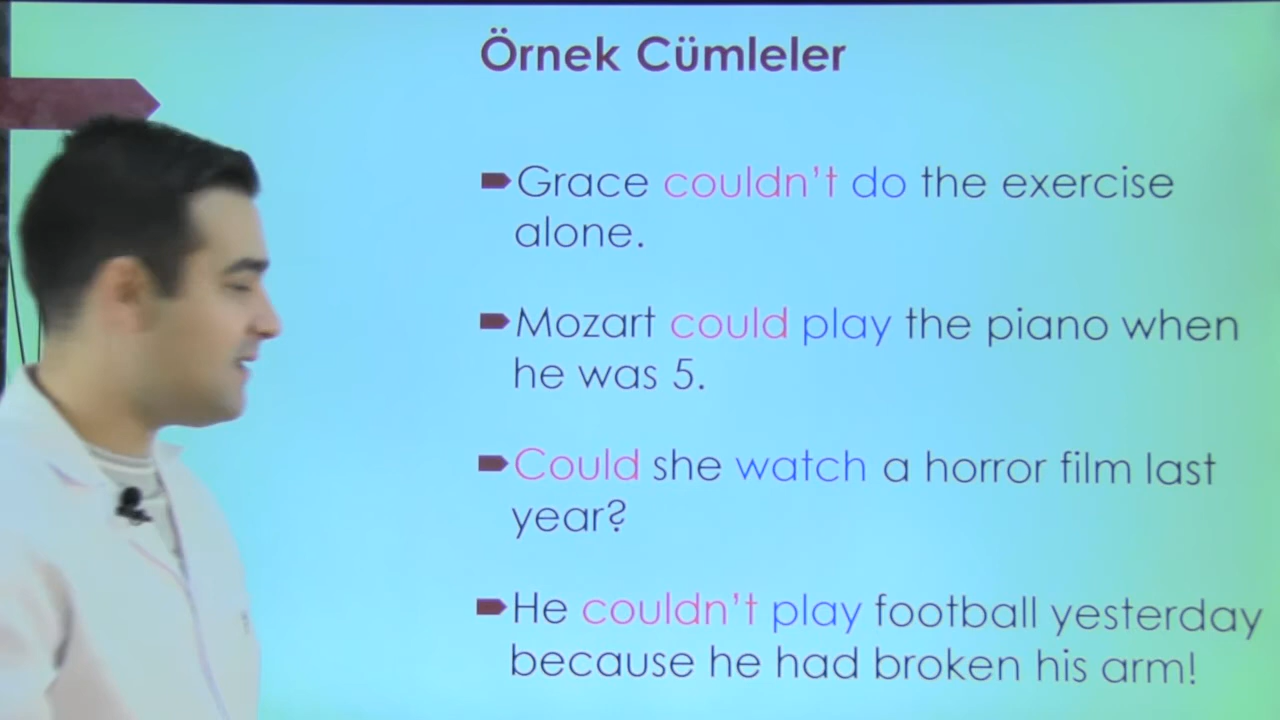 Örnek Cümleler
Grace couldn't do the exercise
alone.
Mozart could play the piano when
he was 5.
Could she watch a horror film last
year?
He couldn't play football yesterday
because he had broken his arm!